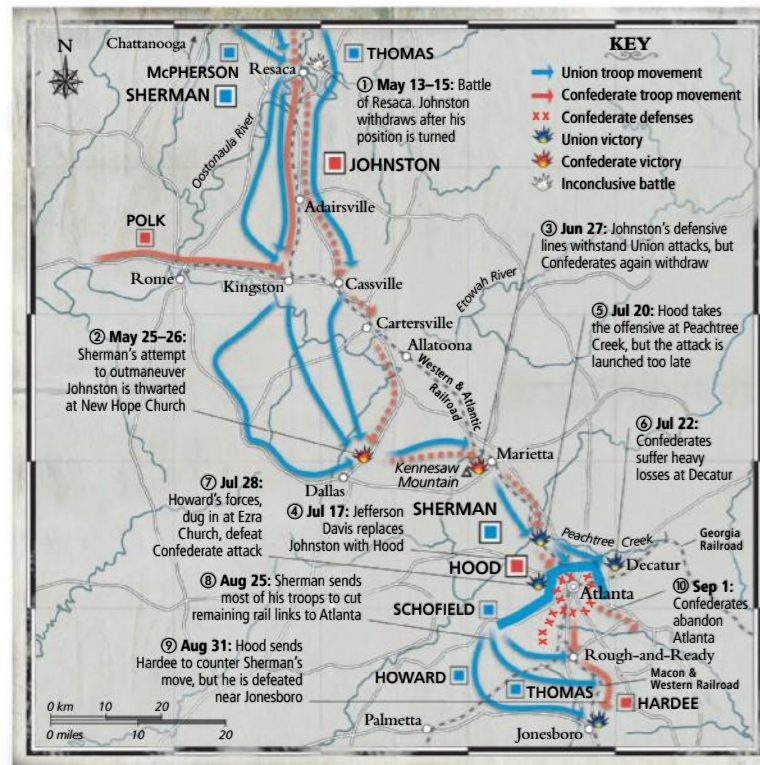 N
Chattanooga
McPHERSON
SHERMAN
Resaca
THOMAS
KEY
Union troop movement
Confederate troop movement
Confederate defenses
Union victory
Confederate victory
Inconclusive battle
① May 13–15: Battle
of Resaca. Johnston
withdraws after his
position is turned
Oostonaula River
JOHNSTON
Adairsville
POLK
Rome
Kingston
Cassville
Etowah River
③ Jun 27: Johnston's defensive
lines withstand Union attacks, but
Confederates again withdraw
Cartersville
Allatoona
Western & Atlantic
Railroad
⑤ Jul 20: Hood takes
the offensive at Peachtree
Creek, but the attack is
launched too late
② May 25–26:
Sherman's attempt
to outmaneuver
Johnston is thwarted
at New Hope Church
⑥ Jul 22:
Confederates
suffer heavy
losses at Decatur
Marietta
Kennesaw
Mountain
Dallas
⑦ Jul 28:
Howard's forces,
dug in at Ezra
Church, defeat
Confederate attack
④ Jul 17: Jefferson
Davis replaces
Johnston with Hood
SHERMAN
Peachtree Creek
Georgia
Railroad
HOOD
Decatur
Atlanta
⑧ Aug 25: Sherman sends
most of his troops to cut
remaining rail links to Atlanta
SCHOFIELD
⑩ Sep 1:
Confederates
abandon
Atlanta
⑨ Aug 31: Hood sends
Hardee to counter Sherman's
move, but he is defeated
near Jonesboro
Rough-and-Ready
Macon &
Western Railroad
HOWARD
THOMAS
HARDEE
0 km 10 20
0 miles 10 20
Palmetta
Jonesboro